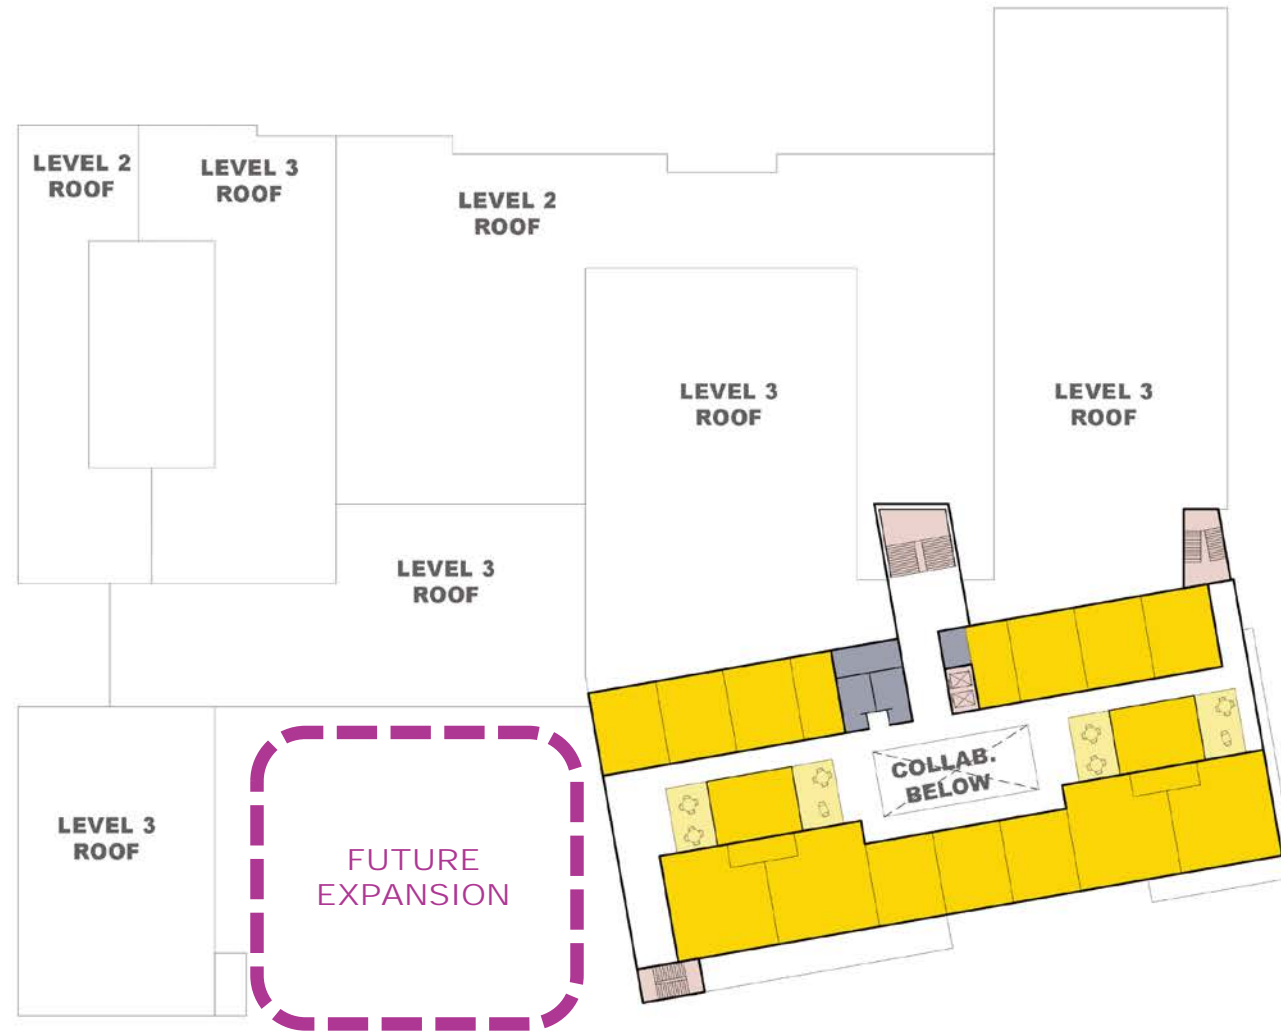 LEVEL 2
ROOF
LEVEL 3
ROOF
LEVEL 2
ROOF
LEVEL 3
ROOF
LEVEL 3
ROOF
LEVEL 3
ROOF
COLLAB.
BELOW
LEVEL 3
ROOF
FUTURE
EXPANSION